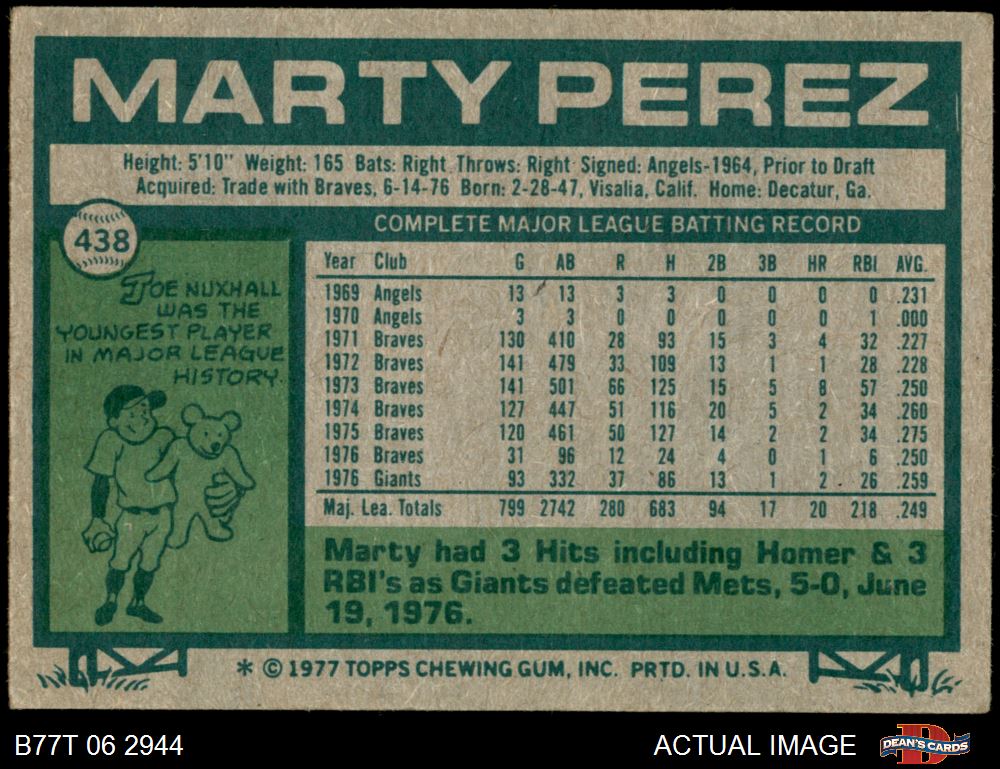 MARTY PEREZ
Height: 5'10" Weight: 165 Bats: Right Throws: Right Signed: Angels-1964, Prior to Draft
Acquired: Trade with Braves, 6-14-76 Born: 2-28-47, Visalia, Calif. Home: Decatur, Ga.
438
COMPLETE MAJOR LEAGUE BATTING RECORD
JOE NUXHALL
WAS THE
YOUNGEST PLAYER
IN MAJOR LEAGUE
HISTORY.
Year Club G AB R H 2B 3B HR RBI AVG.
1969 Angels 13 13 3 3 0 0 0 0 .231
1970 Angels 3 3 0 0 0 0 0 1 .000
1971 Braves 130 410 28 93 15 3 4 32 .227
1972 Braves 141 479 33 109 13 1 1 28 .228
1973 Braves 141 501 66 125 15 5 8 57 .250
1974 Braves 127 447 51 116 20 5 2 34 .260
1975 Braves 120 461 50 127 14 2 2 34 .275
1976 Braves 31 96 12 24 4 0 1 6 .250
1976 Giants 93 332 37 86 13 1 2 26 .259
Maj. Lea. Totals 799 2742 280 683 94 17 20 218 .249
Marty had 3 Hits including Homer & 3
RBI's as Giants defeated Mets, 5-0, June
19, 1976.
* © 1977 TOPPS CHEWING GUM, INC. PRTD. IN U.S.A.
B77T 06 2944
ACTUAL IMAGE
DEAN'S CARDS